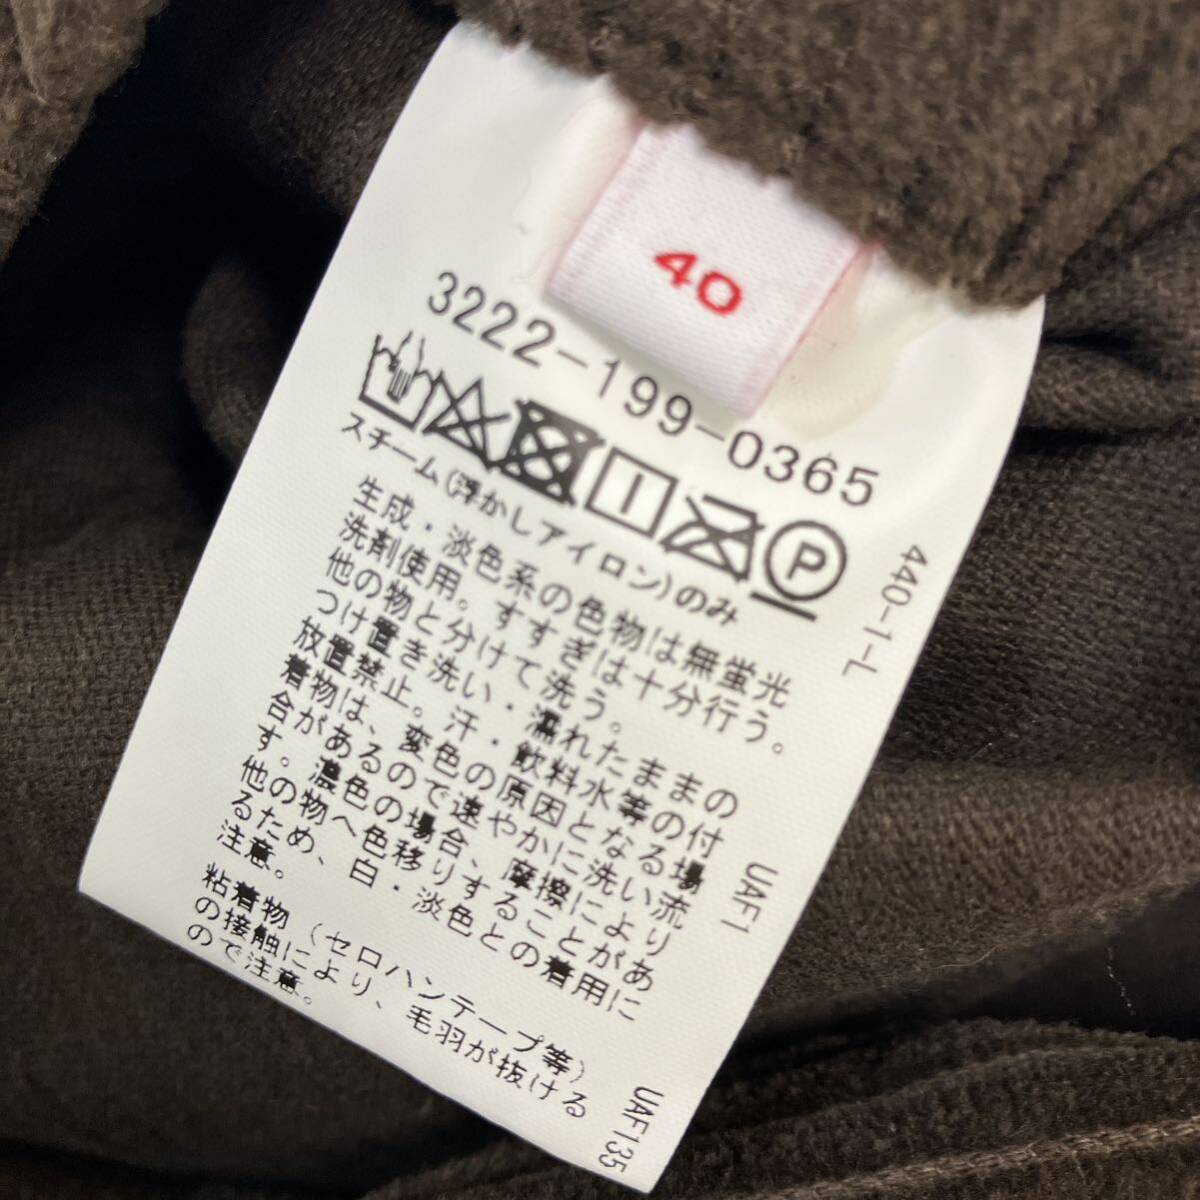 40
3222-199-0365
P
スチーム(浮かしアイロン)のみ
440-1-L
生成・淡色系の色物は無蛍光
洗剤使用。すすぎは十分行う。
他の物と分けて洗う。
つけ置き洗い・濡れたままの
放置禁止。汗・飲料水等の付
着物は、変色の原因となる場
合があるので速やかに洗い流
す。濃色の場合、摩擦により
他の物へ色移りすることがあ
るため、白・淡色との着用に
注意。
UAF1
粘着物(セロハンテープ等)
の接触により、毛羽が抜ける
ので注意。
UAF135